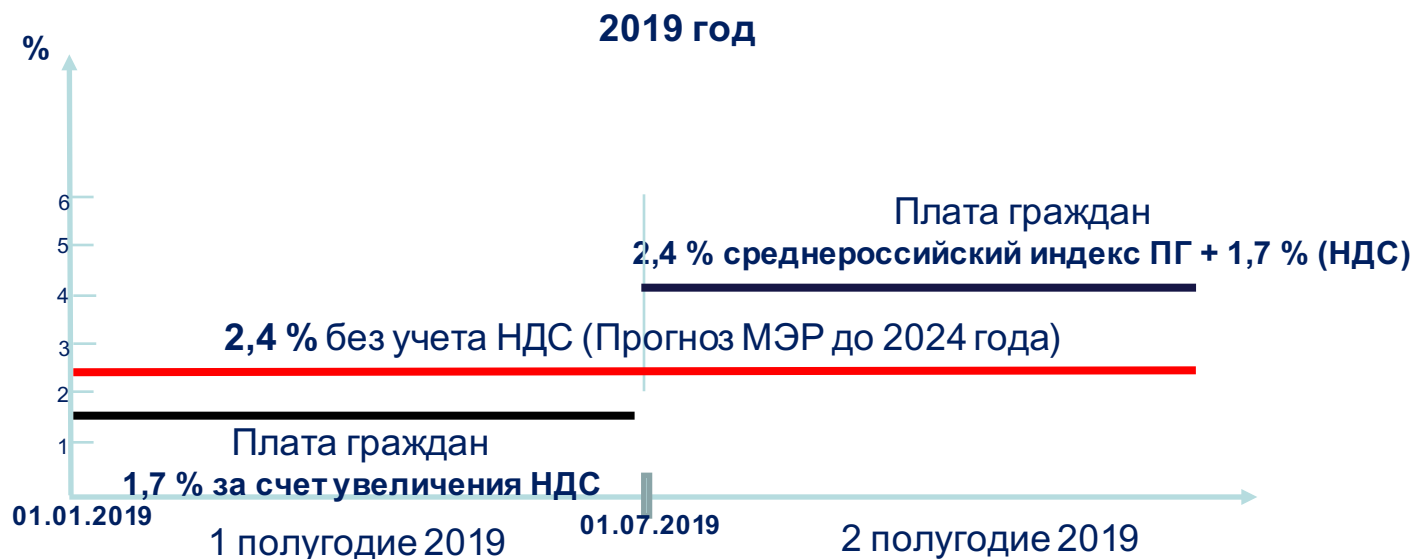 2019 год
%
6
5
4
3
2
1
Плата граждан
2,4 % среднероссийский индекс ПГ + 1,7 % (НДС)
2,4 % без учета НДС (Прогноз МЭР до 2024 года)
Плата граждан
1,7 % за счет увеличения НДС
01.01.2019
01.07.2019
1 полугодие 2019
2 полугодие 2019